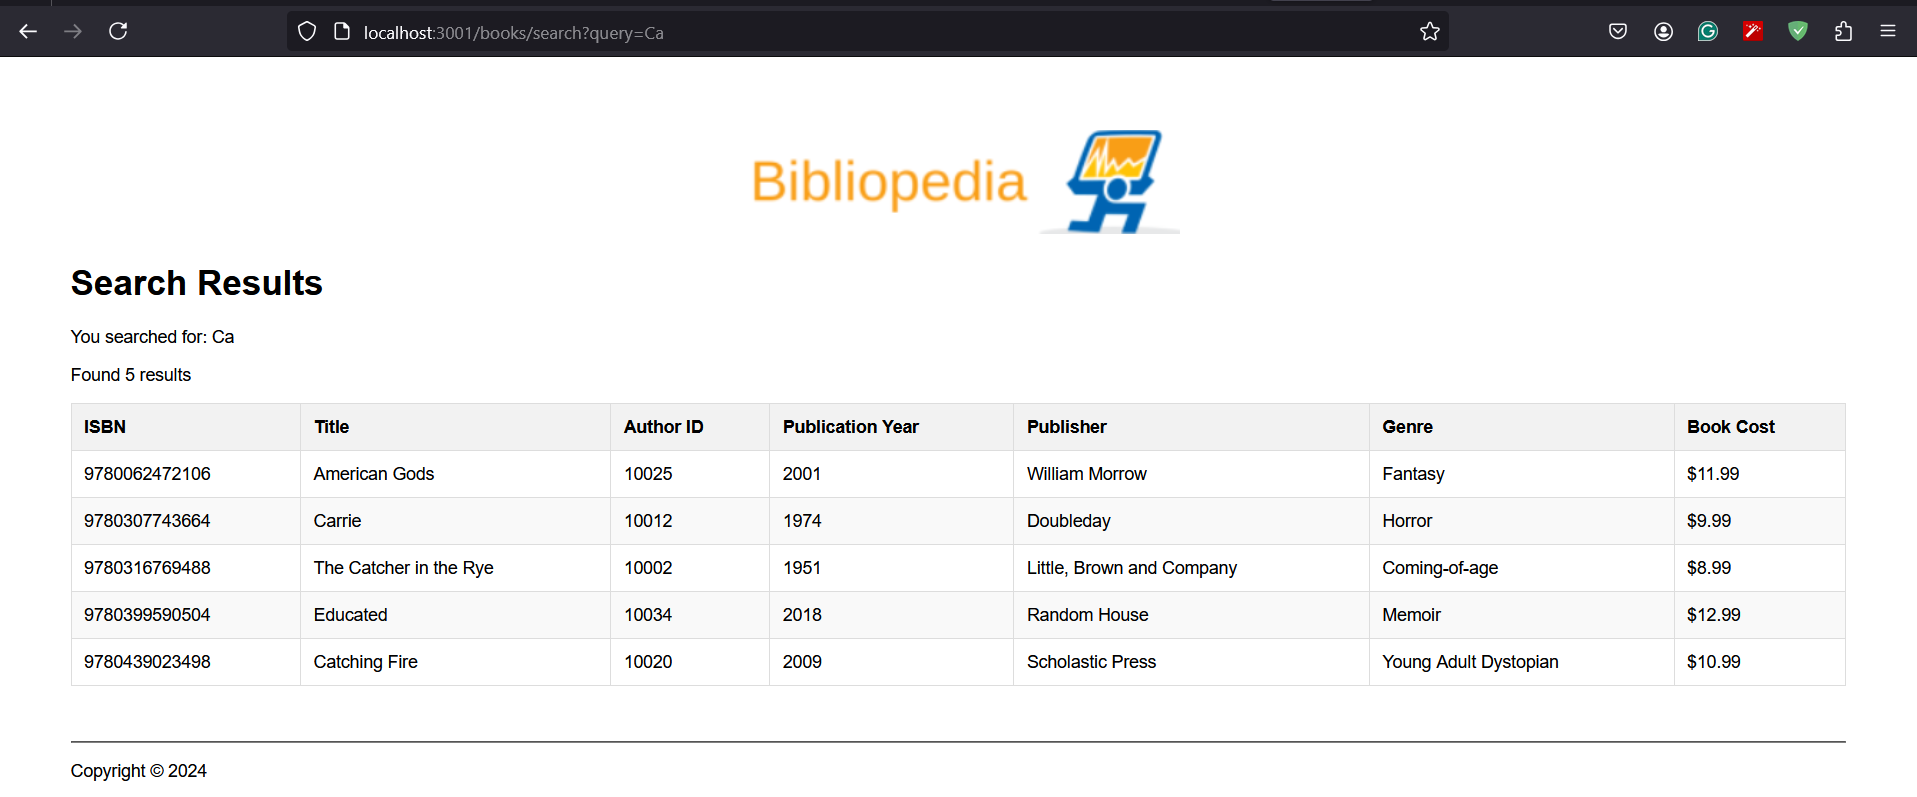 localhost:3001/books/search?query=Ca
Bibliopedia
Search Results
You searched for: Ca
Found 5 results
ISBN Title Author ID Publication Year Publisher Genre Book Cost
9780062472106 American Gods 10025 2001 William Morrow Fantasy $11.99
9780307743664 Carrie 10012 1974 Doubleday Horror $9.99
9780316769488 The Catcher in the Rye 10002 1951 Little, Brown and Company Coming-of-age $8.99
9780399590504 Educated 10034 2018 Random House Memoir $12.99
9780439023498 Catching Fire 10020 2009 Scholastic Press Young Adult Dystopian $10.99
Copyright © 2024